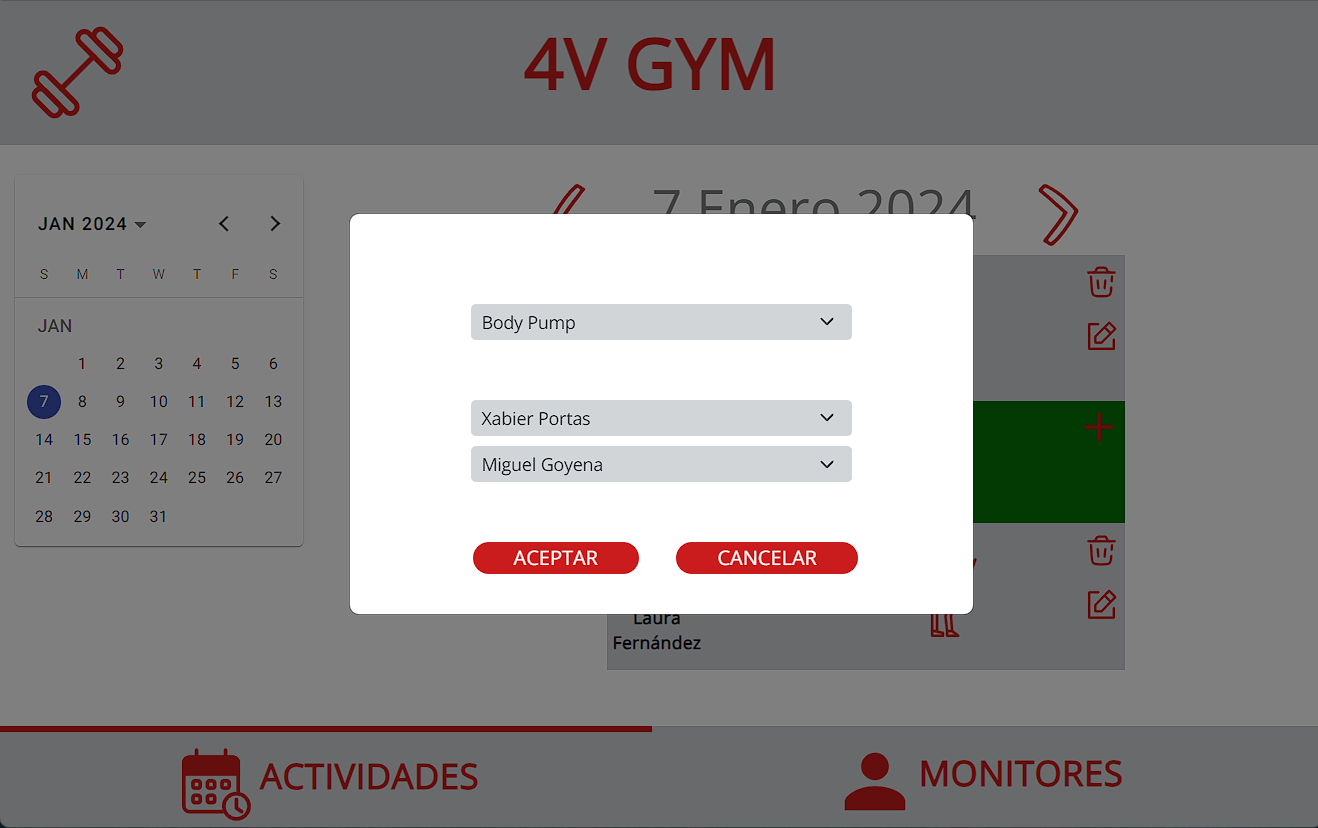 4V GYM
JAN 2024
S M T W T F S
JAN
1 2 3 4 5 6
7 8 9 10 11 12 13
14 15 16 17 18 19 20
21 22 23 24 25 26 27
28 29 30 31
7 Enero 2024
Body Pump
Xabier Portas
Miguel Goyena
ACEPTAR CANCELAR
Laura
Fernández
ACTIVIDADES
MONITORES